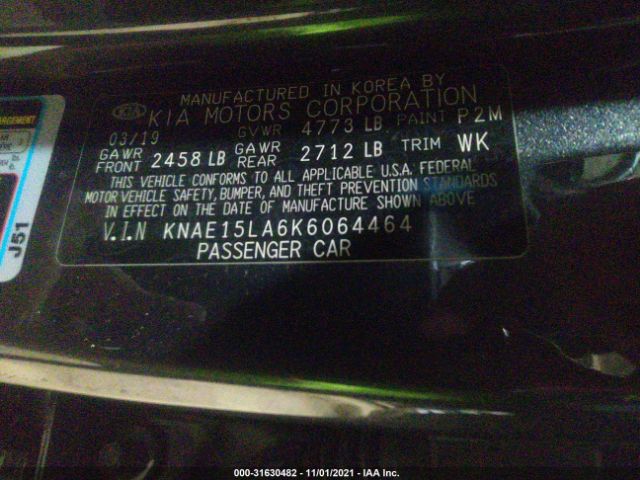 MANUFACTURED IN KOREA BY
KIA KIA MOTORS CORPORATION
03/19 GVWR 4773 LB PAINT P2M
GAWR FRONT 2458 LB GAWR REAR 2712 LB TRIM WK
THIS VEHICLE CONFORMS TO ALL APPLICABLE U.S.A. FEDERAL
MOTOR VEHICLE SAFETY, BUMPER, AND THEFT PREVENTION STANDARDS
IN EFFECT ON THE DATE OF MANUFACTURE SHOWN ABOVE
V.I.N KNAE15LA6K6064464
PASSENGER CAR
J51
000-31630482 - 11/01/2021 - IAA Inc.